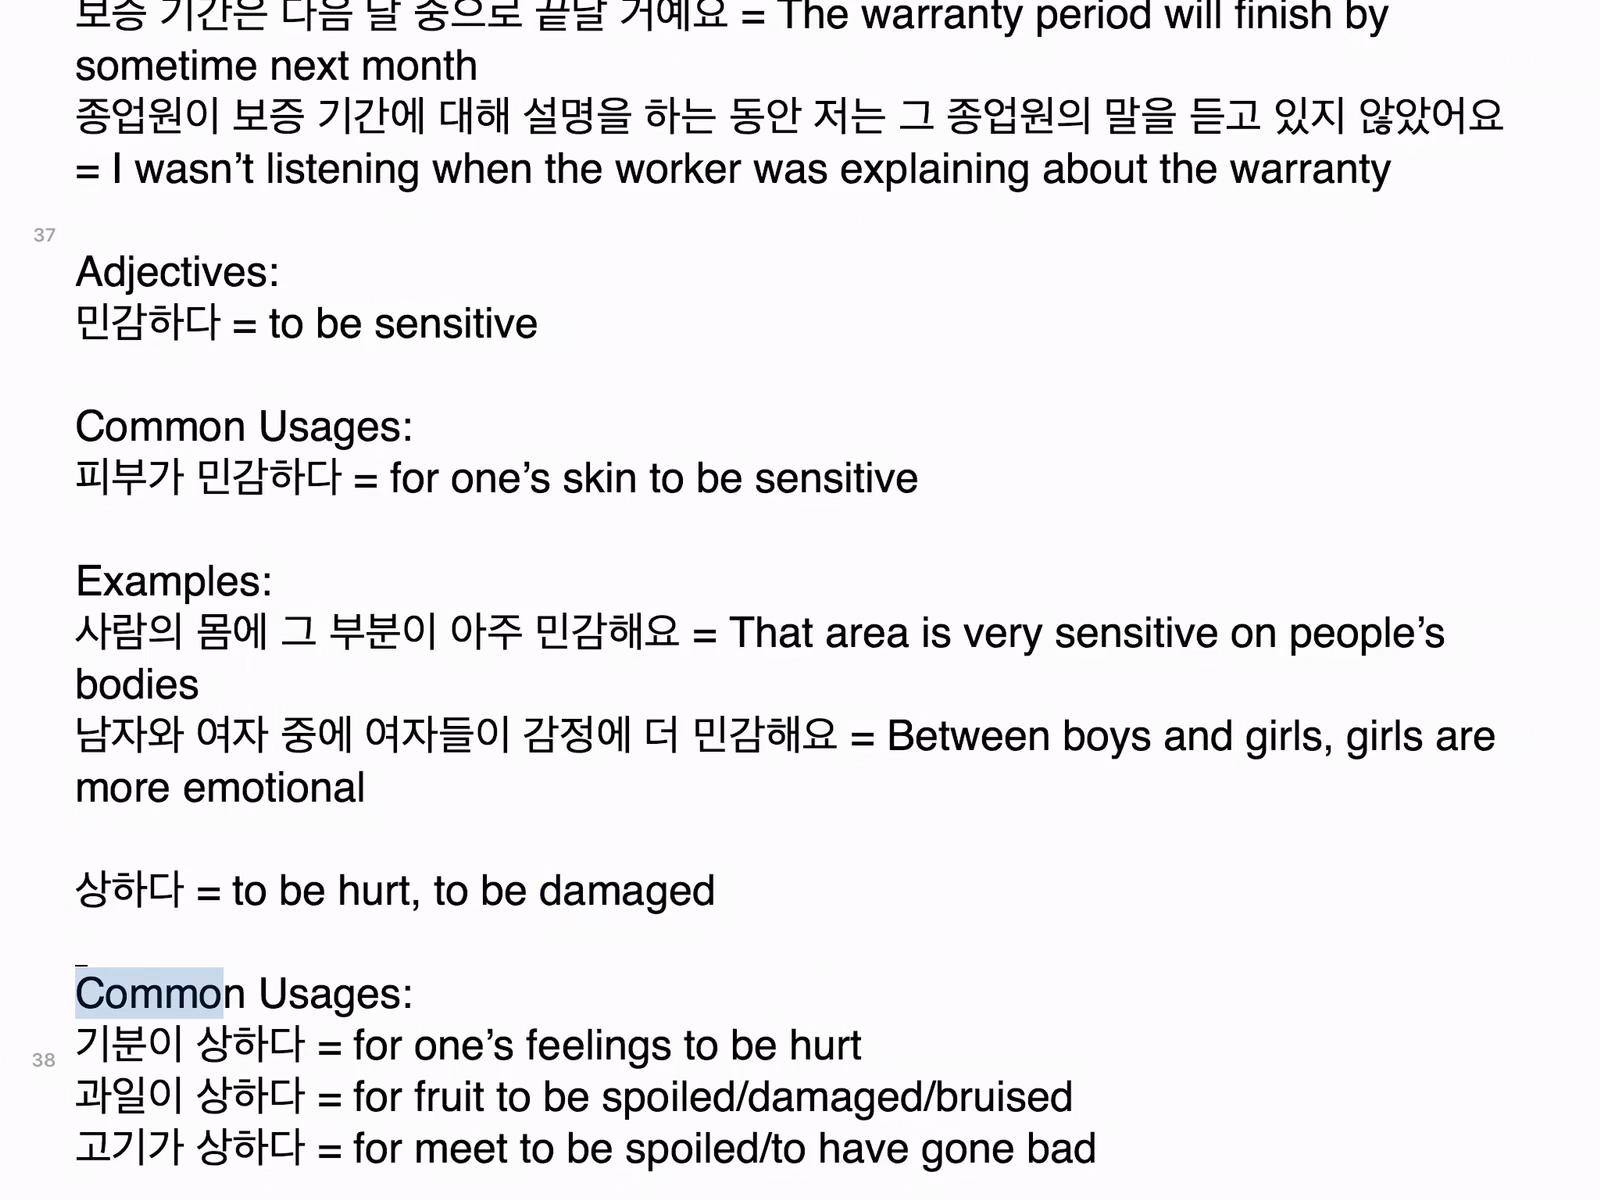 보증 기간은 다음 달 중으로 끝날 거예요 = The warranty period will finish by
sometime next month
종업원이 보증 기간에 대해 설명을 하는 동안 저는 그 종업원의 말을 듣고 있지 않았어요
= I wasn’t listening when the worker was explaining about the warranty
37
Adjectives:
민감하다 = to be sensitive
Common Usages:
피부가 민감하다 = for one’s skin to be sensitive
Examples:
사람의 몸에 그 부분이 아주 민감해요 = That area is very sensitive on people’s
bodies
남자와 여자 중에 여자들이 감정에 더 민감해요 = Between boys and girls, girls are
more emotional
상하다 = to be hurt, to be damaged
Common Usages:
기분이 상하다 = for one’s feelings to be hurt
38
과일이 상하다 = for fruit to be spoiled/damaged/bruised
고기가 상하다 = for meet to be spoiled/to have gone bad